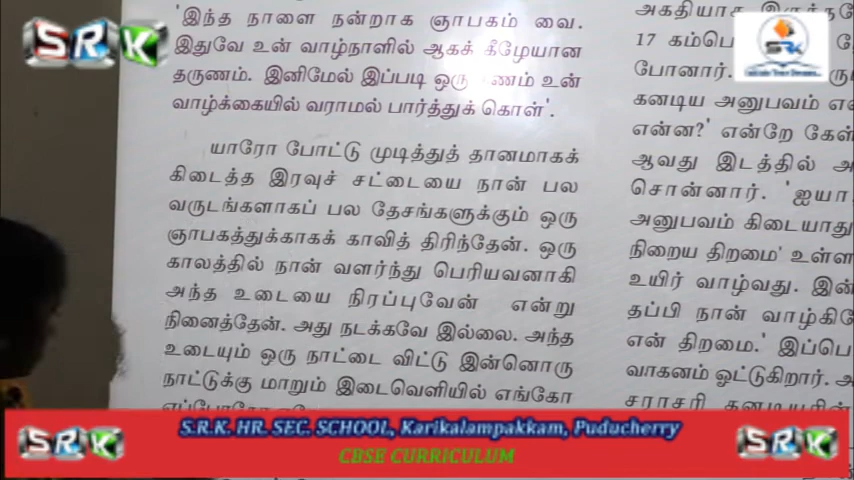 SRK
'இந்த நாளை நன்றாக ஞாபகம் வை.
இதுவே உன் வாழ்நாளில் ஆகக் கீழேயான
தருணம். இனிமேல் இப்படி ஒரு உன்
வாழ்க்கையில் வராமல் பார்த்துக் கொள்'.
யாரோ போட்டு முடித்துத் தானமாகக்
கிடைத்த இரவுச் சட்டையை நான் பல
வருடங்களாகப் பல தேசங்களுக்கும் ஒரு
ஞாபகத்துக்காகக் காவித் திரிந்தேன். ஒரு
காலத்தில் நான் வளர்ந்து பெரியவனாகி
அந்த உடையை நிரப்புவேன் என்று
நினைத்தேன். அது நடக்கவே இல்லை. அந்த
உடையும் ஒரு நாட்டை விட்டு இன்னொரு
நாட்டுக்கு மாறும் இடைவெளியில் எங்கோ
அகதியாக
17 கம்பெ
போனார்.
கனடிய அனுபவம்
என்ன?' என்றே கேள்
ஆவது இடத்தில்
சொன்னார். 'ஐயா
அனுபவம் கிடையாது
நிறைய திறமை' உள்ள
உயிர் வாழ்வது. இன்
தப்பி நான் வாழ்கி
என் திறமை.' இப்பெ
வாகனம் ஓட்டுகிறார்.
சராசரி
SRK
S.R.K. HR. SEC. SCHOOL, Karikalampakkam, Puducherry
CBSE CURRICULUM
SRK
SRK